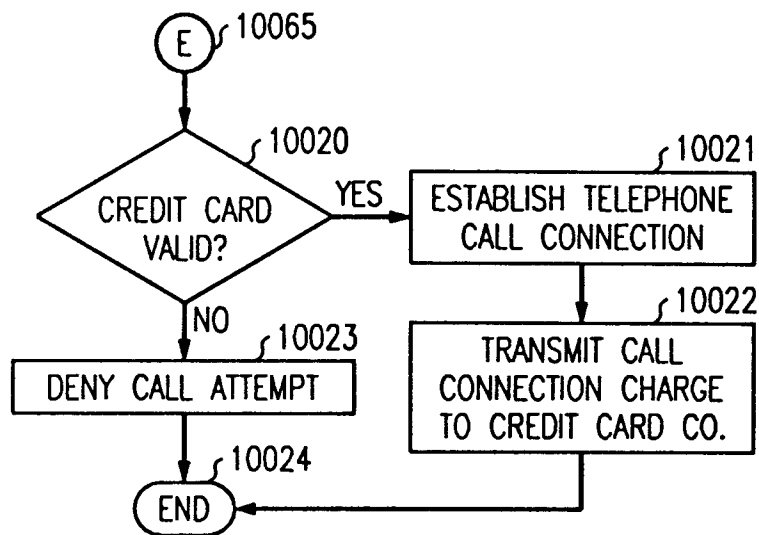 E
10065
10020
CREDIT CARD
VALID?
YES
10021
ESTABLISH TELEPHONE
CALL CONNECTION
NO
10023
DENY CALL ATTEMPT
10022
TRANSMIT CALL
CONNECTION CHARGE
TO CREDIT CARD CO.
10024
END